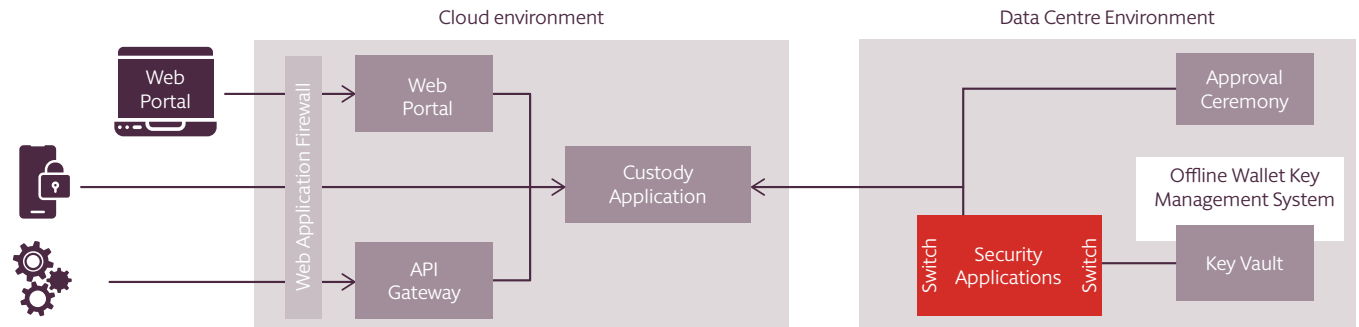 Cloud environment
Data Centre Environment
Web
Portal
Web Application Firewall
Web
Portal
Custody
Application
API
Gateway
Approval
Ceremony
Offline Wallet Key
Management System
Switch
Security
Applications
Switch
Key Vault